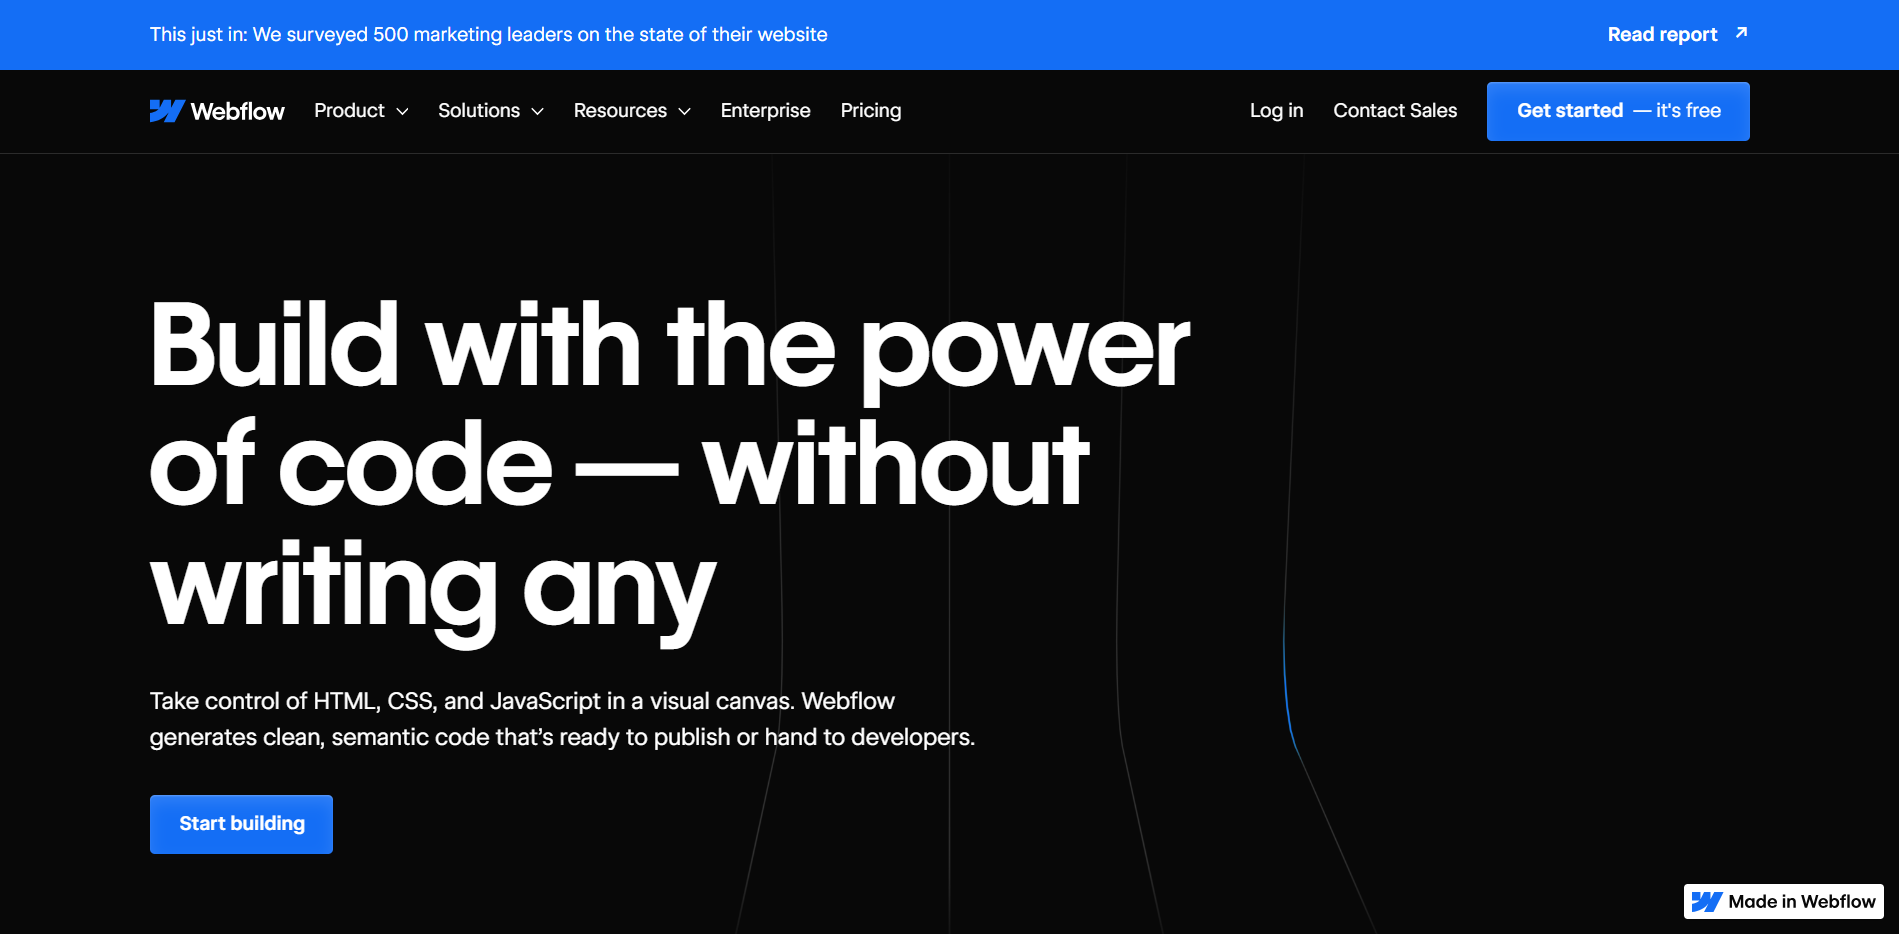 This just in: We surveyed 500 marketing leaders on the state of their website
Read report
Webflow
Product
Solutions
Resources
Enterprise
Pricing
Log in
Contact Sales
Get started — it's free
Build with the power
of code — without
writing any
Take control of HTML, CSS, and JavaScript in a visual canvas. Webflow
generates clean, semantic code that’s ready to publish or hand to developers.
Start building
Made in Webflow